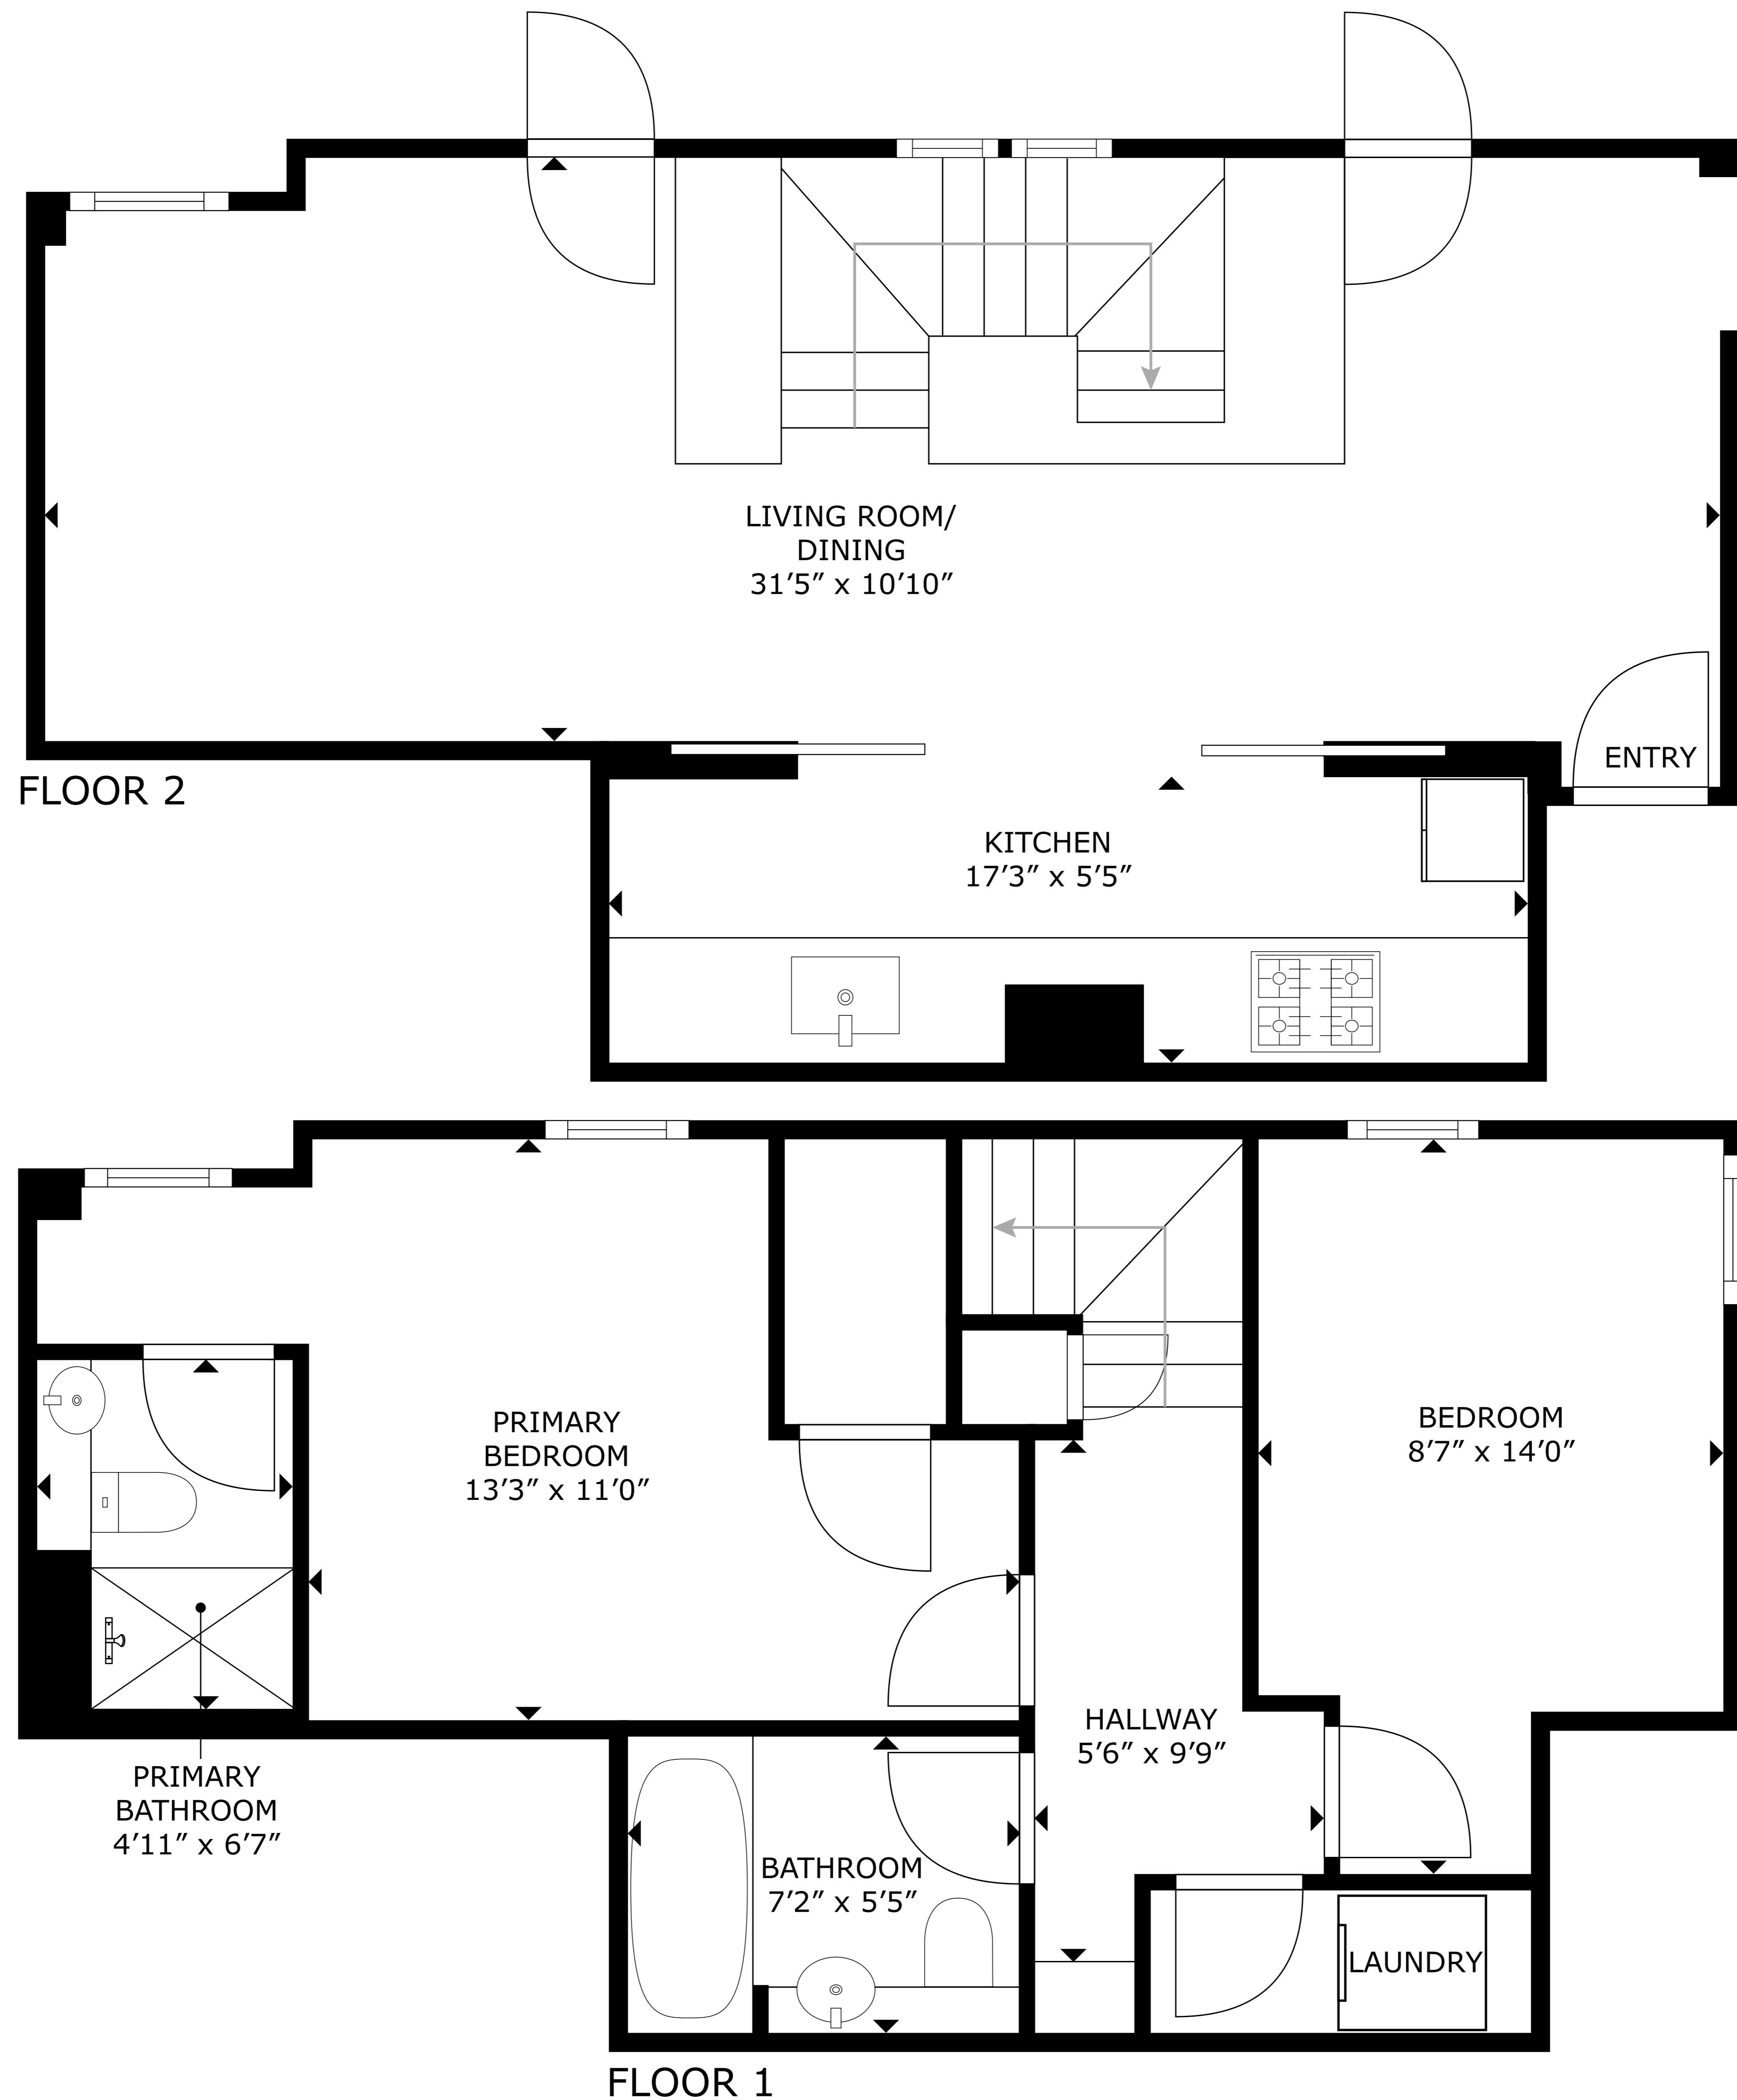 LIVING ROOM/
DINING
31′5″ x 10′10″
ENTRY
FLOOR 2
KITCHEN
17′3″ x 5′5″
PRIMARY
BEDROOM
13′3″ x 11′0″
BEDROOM
8′7″ x 14′0″
HALLWAY
5′6″ x 9′9″
PRIMARY
BATHROOM
4′11″ x 6′7″
BATHROOM
7′2″ x 5′5″
LAUNDRY
FLOOR 1